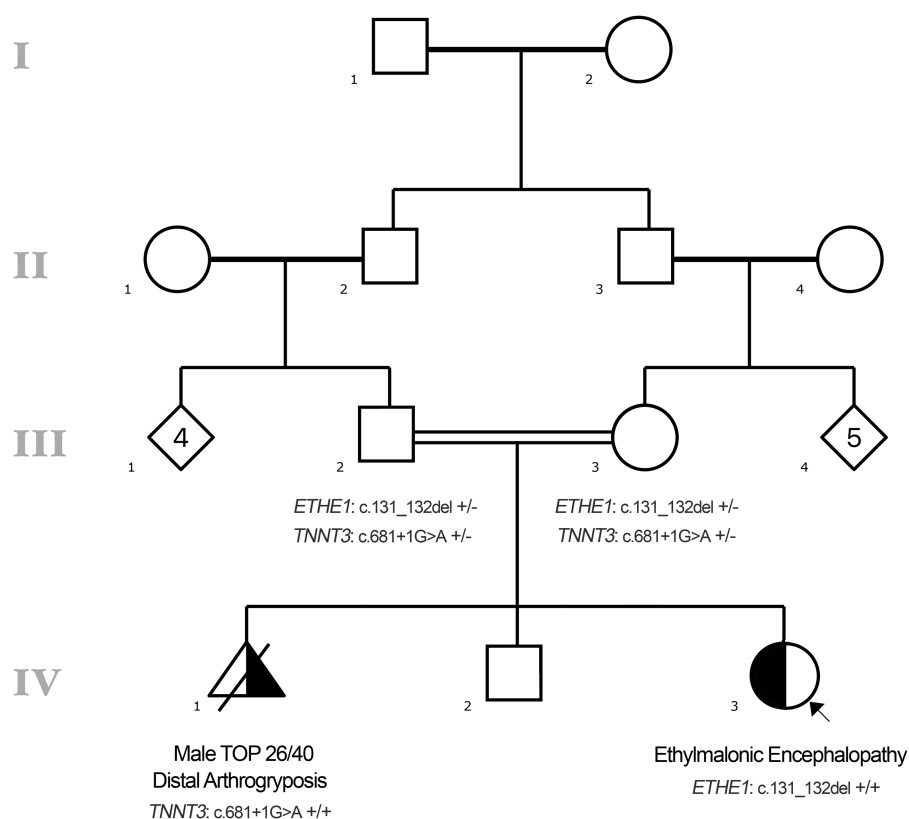 I
1
2
II
1
2
3
4
III
4
1
2
3
5
4
ETHE1: c.131_132del +/-
TNNT3: c.681+1G>A +/-
ETHE1: c.131_132del +/-
TNNT3: c.681+1G>A +/-
IV
1
2
3
Male TOP 26/40
Distal Arthrogryposis
TNNT3: c.681+1G>A +/+
Ethylmalonic Encephalopathy
ETHE1: c.131_132del +/+